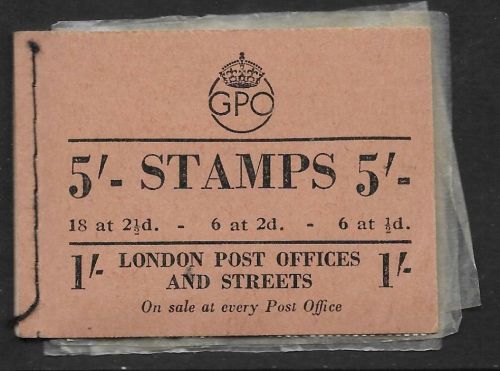 GPO
5/- STAMPS 5/-
18 at 2½d. - 6 at 2d. - 6 at ½d.
1/- LONDON POST OFFICES 1/-
AND STREETS
On sale at every Post Office